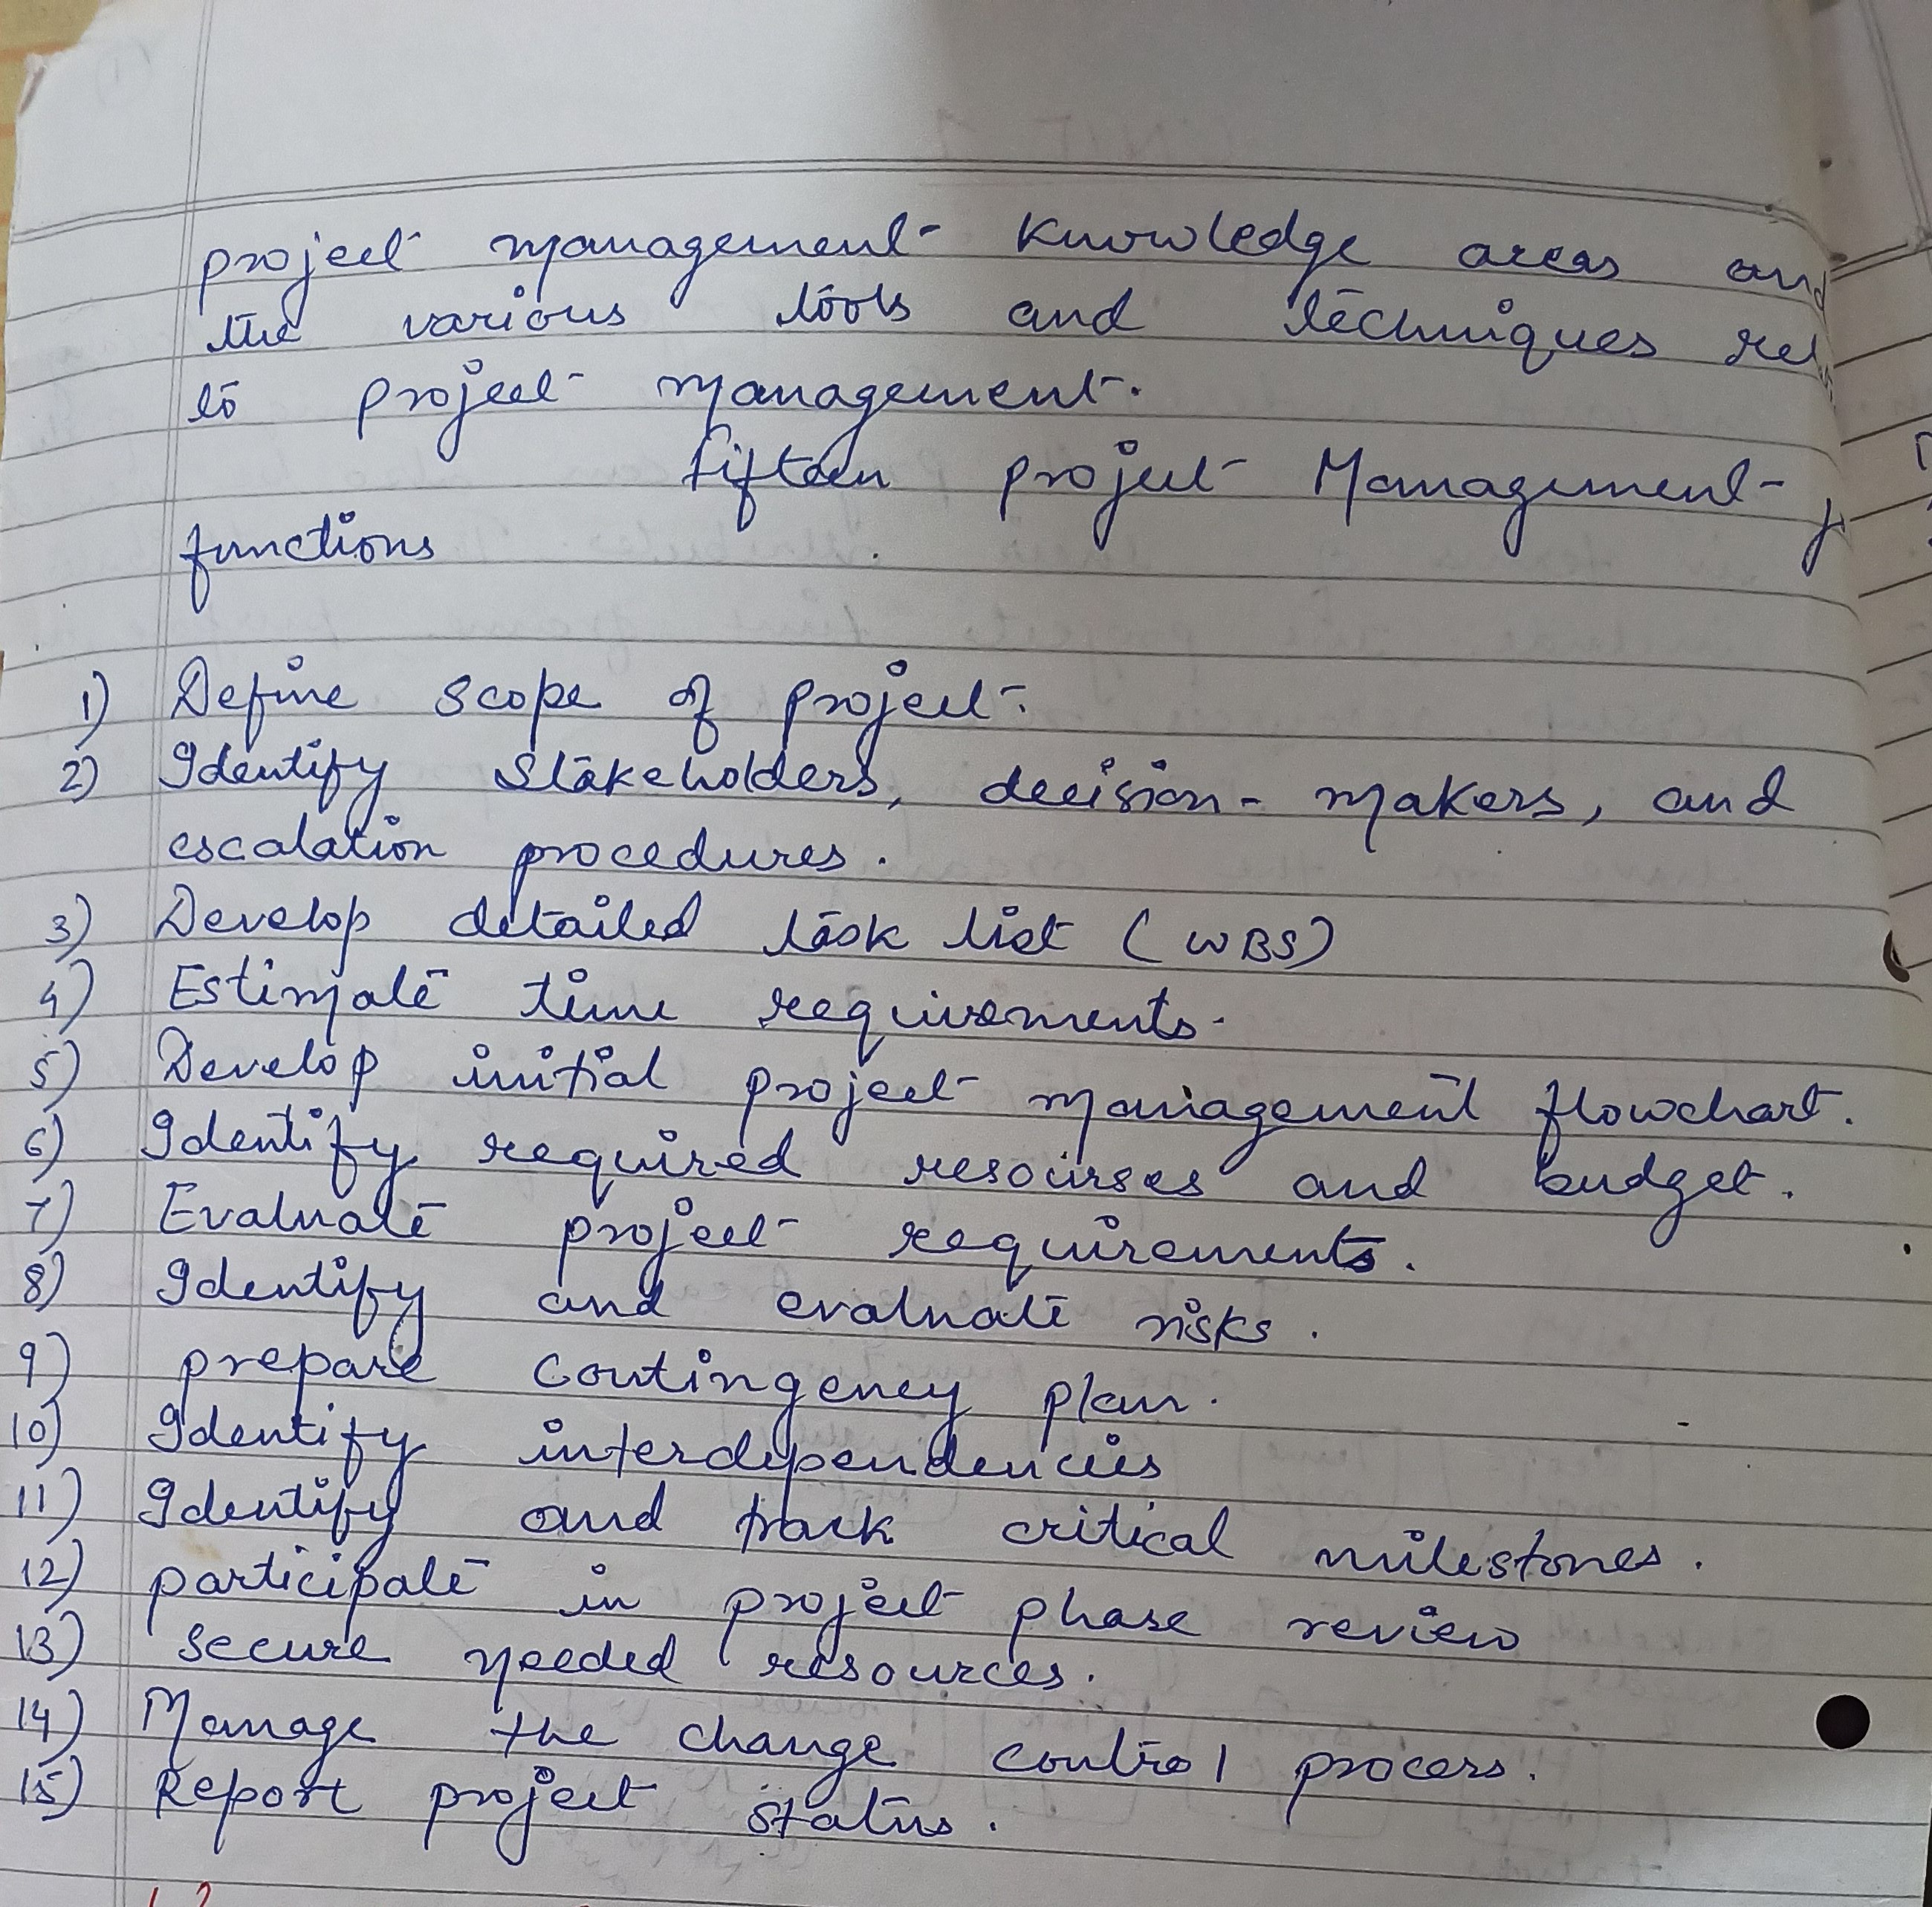 project management knowledge areas and
the various tools and techniques rel
to project management.
fifteen project Management
functions
1) Define scope of project.
2) Identify stakeholders, decision-makers, and
escalation procedures.
3) Develop detailed task list (WBS)
4) Estimate time requirements.
5) Develop initial project management flowchart.
6) Identify required resourses and budget.
7) Evaluate project requirements.
8) Identify and evaluate risks.
9) prepare contingency plan.
10) Identify interdependencies
11) Identify and track critical milestones.
12) participate in project phase review
13) secure needed resources.
14) Manage the change control process.
15) Report project status.